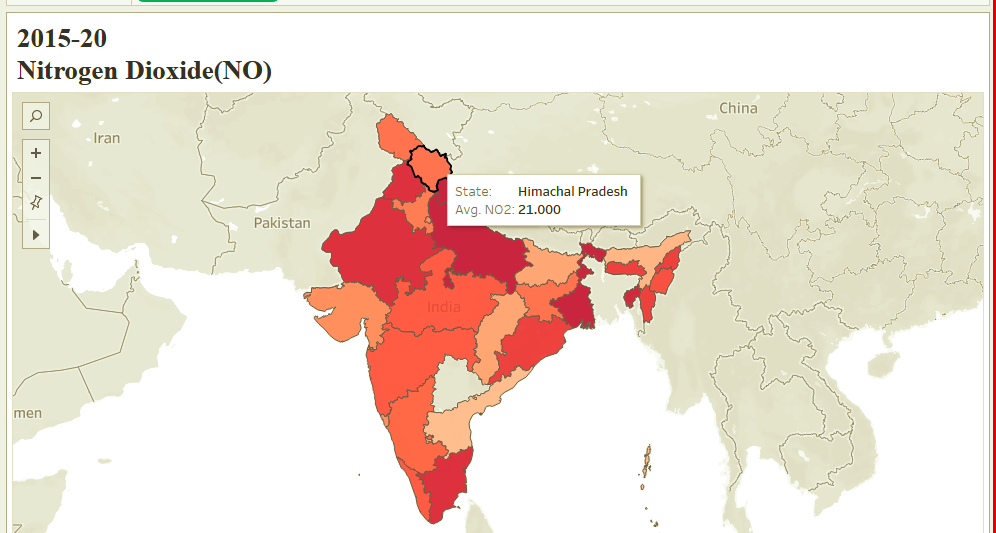 2015-20
Nitrogen Dioxide(NO)
China
Iran
State: Himachal Pradesh
Avg. NO2: 21.000
Pakistan
India
men